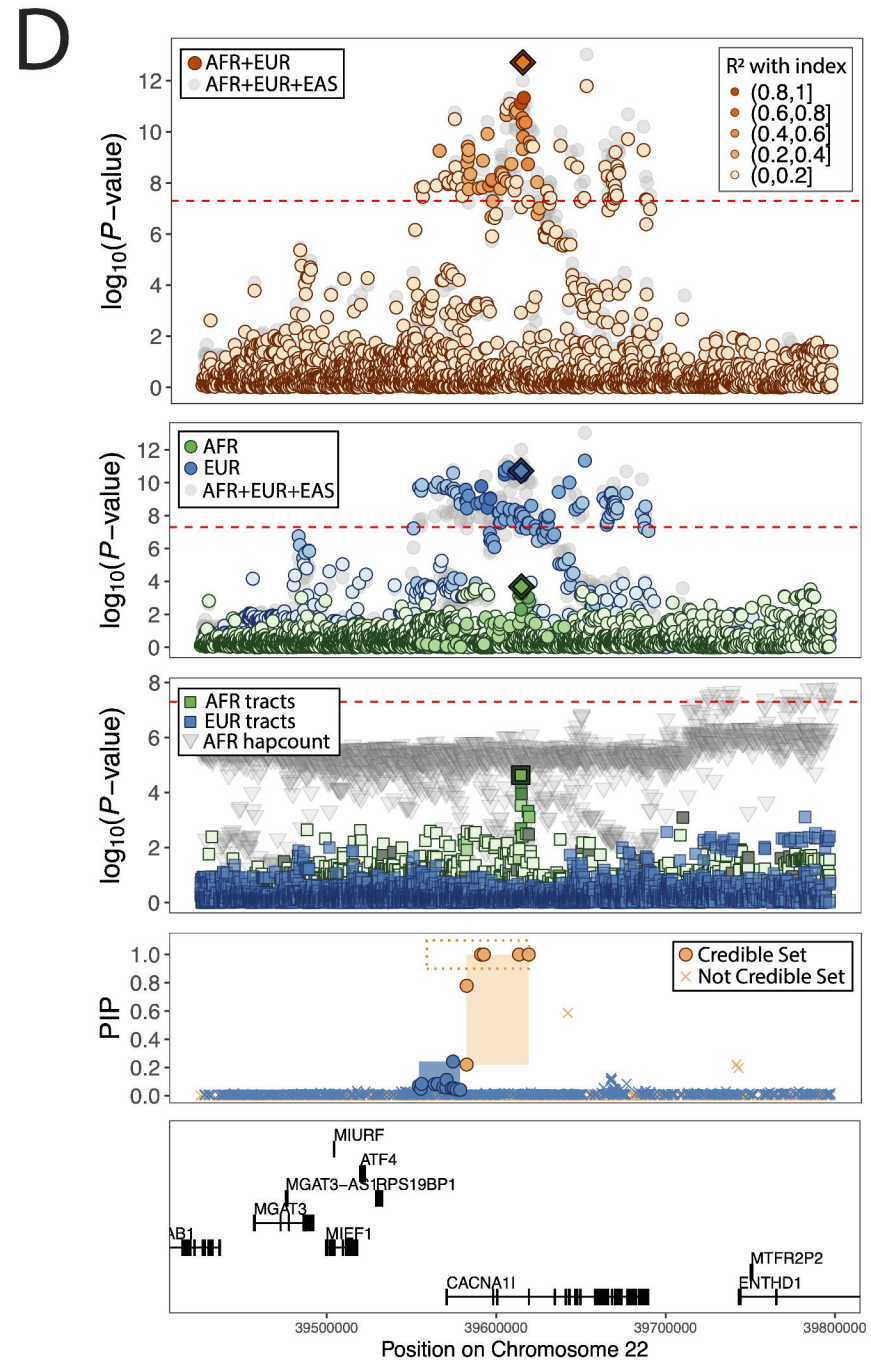 D
AFR+EUR
AFR+EUR+EAS
R² with index
(0.8,1]
(0.6,0.8]
(0.4,0.6]
(0.2,0.4]
(0,0.2]
log10(P−value)
12
10
8
6
4
2
0
AFR
EUR
AFR+EUR+EAS
log10(P−value)
12
10
8
6
4
2
0
AFR tracts
EUR tracts
AFR hapcount
log10(P−value)
8
6
4
2
0
Credible Set
Not Credible Set
PIP
1.0
0.8
0.6
0.4
0.2
0.0
MIURF
ATF4
MGAT3−AS1RPS19BP1
MGAT3
AB1 MIEF1
MTFR2P2
CACNA1I ENTHD1
39500000 39600000 39700000 39800000
Position on Chromosome 22